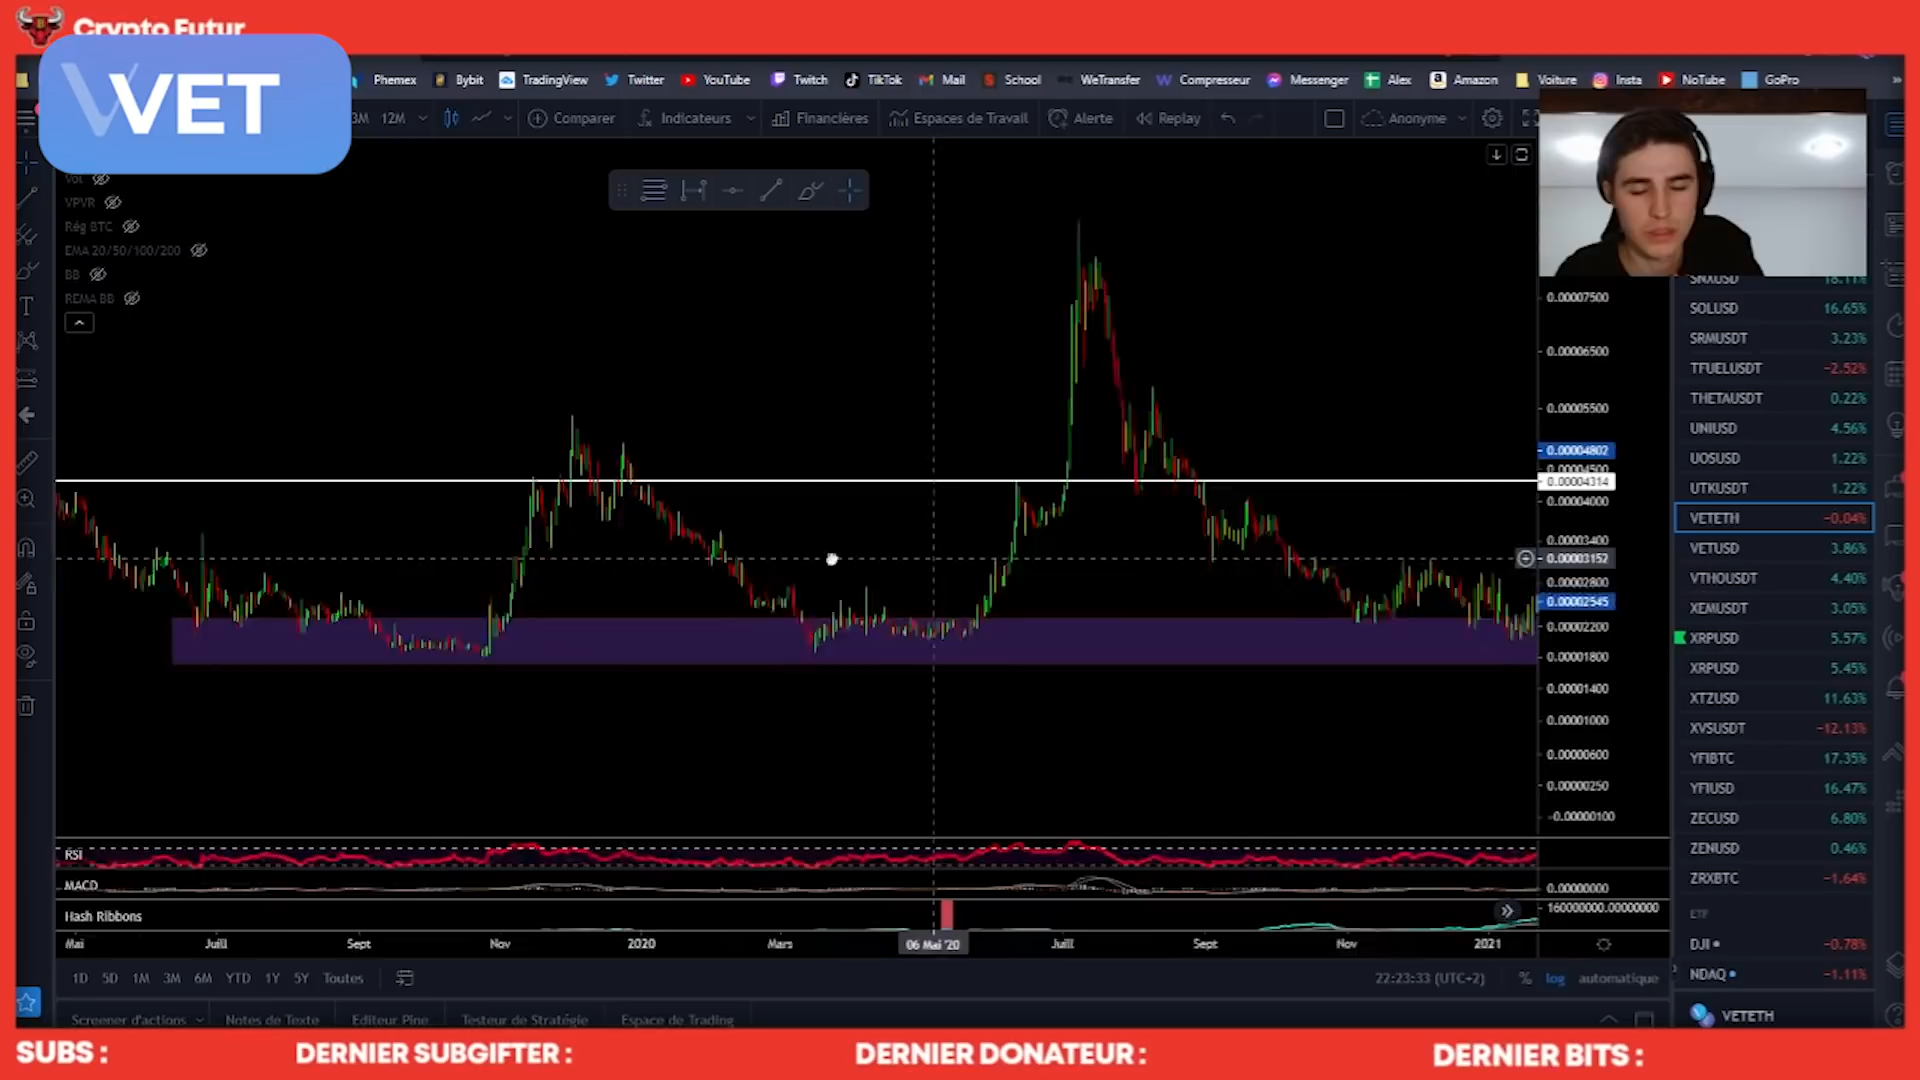 Crypto Futur
VET
Phemex Bybit TradingView Twitter YouTube Twitch TikTok Mail School WeTransfer Compresseur Messenger Alex Amazon Voiture Insta NoTube GoPro »
3M 12M Comparer Indicateurs Financières Espaces de Travail Alerte Replay Anonyme
Vol
VPVR
Rég BTC
EMA 20/50/100/200
BB
REMA BB
0.00007500
0.00006500
0.00005500
0.00004802
0.00004500
0.00004314
0.00004000
0.00003400
0.00003152
0.00002800
0.00002545
0.00002200
0.00001800
0.00001400
0.00001000
0.00000600
0.00000250
-0.00000100
SNXUSD 18.11%
SOLUSD 16.65%
SRMUSDT 3.23%
TFUELUSDT -2.52%
THETAUSDT 0.22%
UNIUSD 4.56%
UOSUSD 1.22%
UTKUSDT 1.22%
VETETH -0.04%
VETUSD 3.86%
VTHOUSDT 4.40%
XEMUSDT 3.05%
XRPUSD 5.57%
XRPUSD 5.45%
XTZUSD 11.63%
XVSUSDT -12.13%
YFIBTC 17.35%
YFIUSD 16.47%
ZECUSD 6.80%
ZENUSD 0.46%
ZRXBTC -1.64%
ETF
DJI -0.78%
NDAQ -1.11%
VETETH
RSI
MACD 0.00000000
Hash Ribbons 160000000.00000000
Mai Juill Sept Nov 2020 Mars 06 Mai '20 Juill Sept Nov 2021
1D 5D 1M 3M 6M YTD 1Y 5Y Toutes 22:23:33 (UTC+2) % log automatique
Screener d'actions Notes de Texte Editeur Pine Testeur de Stratégie Espace de Trading
SUBS : DERNIER SUBGIFTER : DERNIER DONATEUR : DERNIER BITS :